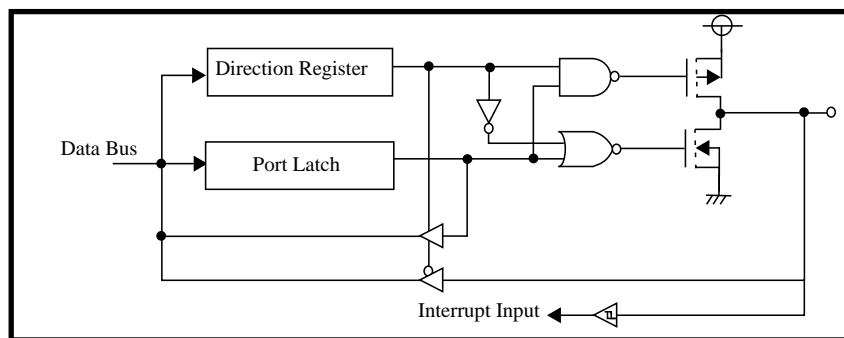 Direction Register
Data Bus
Port Latch
Interrupt Input